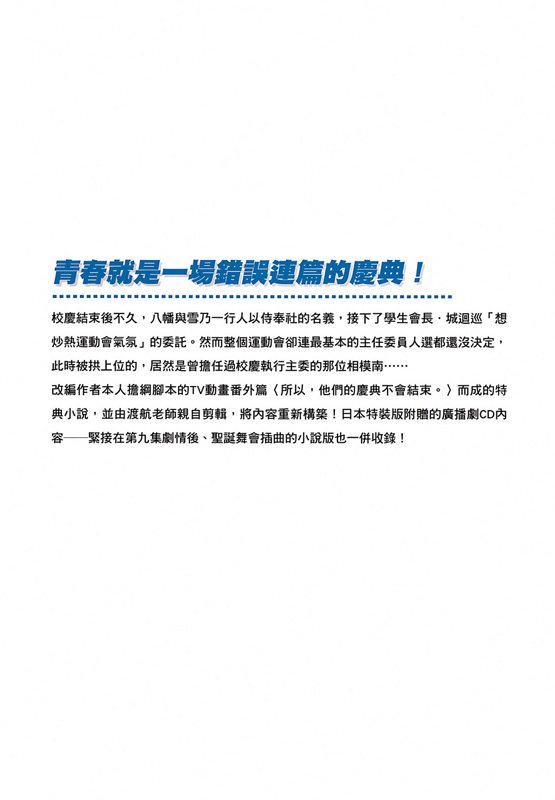 青春就是一場錯誤連篇的慶典！
校慶結束後不久，八幡與雪乃一行人以侍奉社的名義，接下了學生會長．城迴巡「想
炒熱運動會氣氛」的委託。然而整個運動會卻連最基本的主任委員人選都還沒決定，
此時被拱上位的，居然是曾擔任過校慶執行主委的那位相模南……
改編作者本人擔綱腳本的TV動畫番外篇〈所以，他們的慶典不會結束。〉而成的特
典小說，並由渡航老師親自剪輯，將內容重新構築！日本特裝版附贈的廣播劇CD內
容──緊接在第九集劇情後、聖誕舞會插曲的小說版也一併收錄！